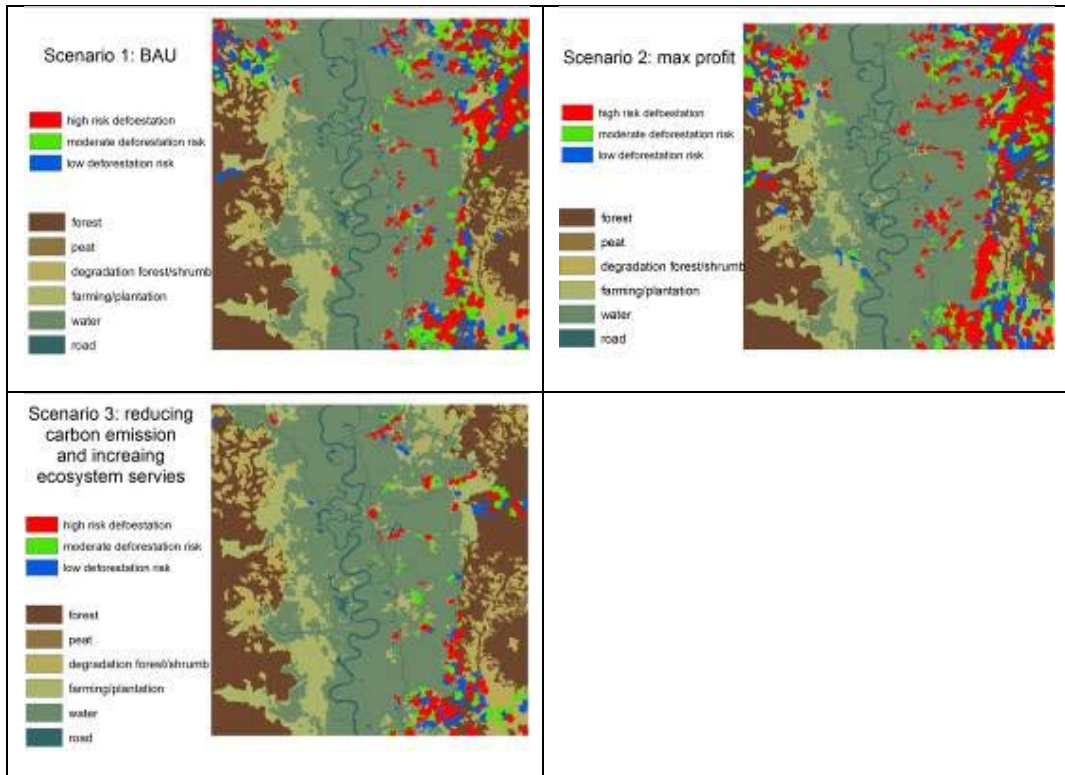 Scenario 1: BAU
high risk defoestation
moderate deforestation risk
low deforestation risk
forest
peat
degradation forest/shrumb
farming/plantation
water
road
Scenario 2: max profit
high risk defoestation
moderate deforestation risk
low deforestation risk
forest
peat
degradation forest/shrumb
farming/plantation
water
road
Scenario 3: reducing
carbon emission
and increaing
ecosystem servies
high risk defoestation
moderate deforestation risk
low deforestation risk
forest
peat
degradation forest/shrumb
farming/plantation
water
road